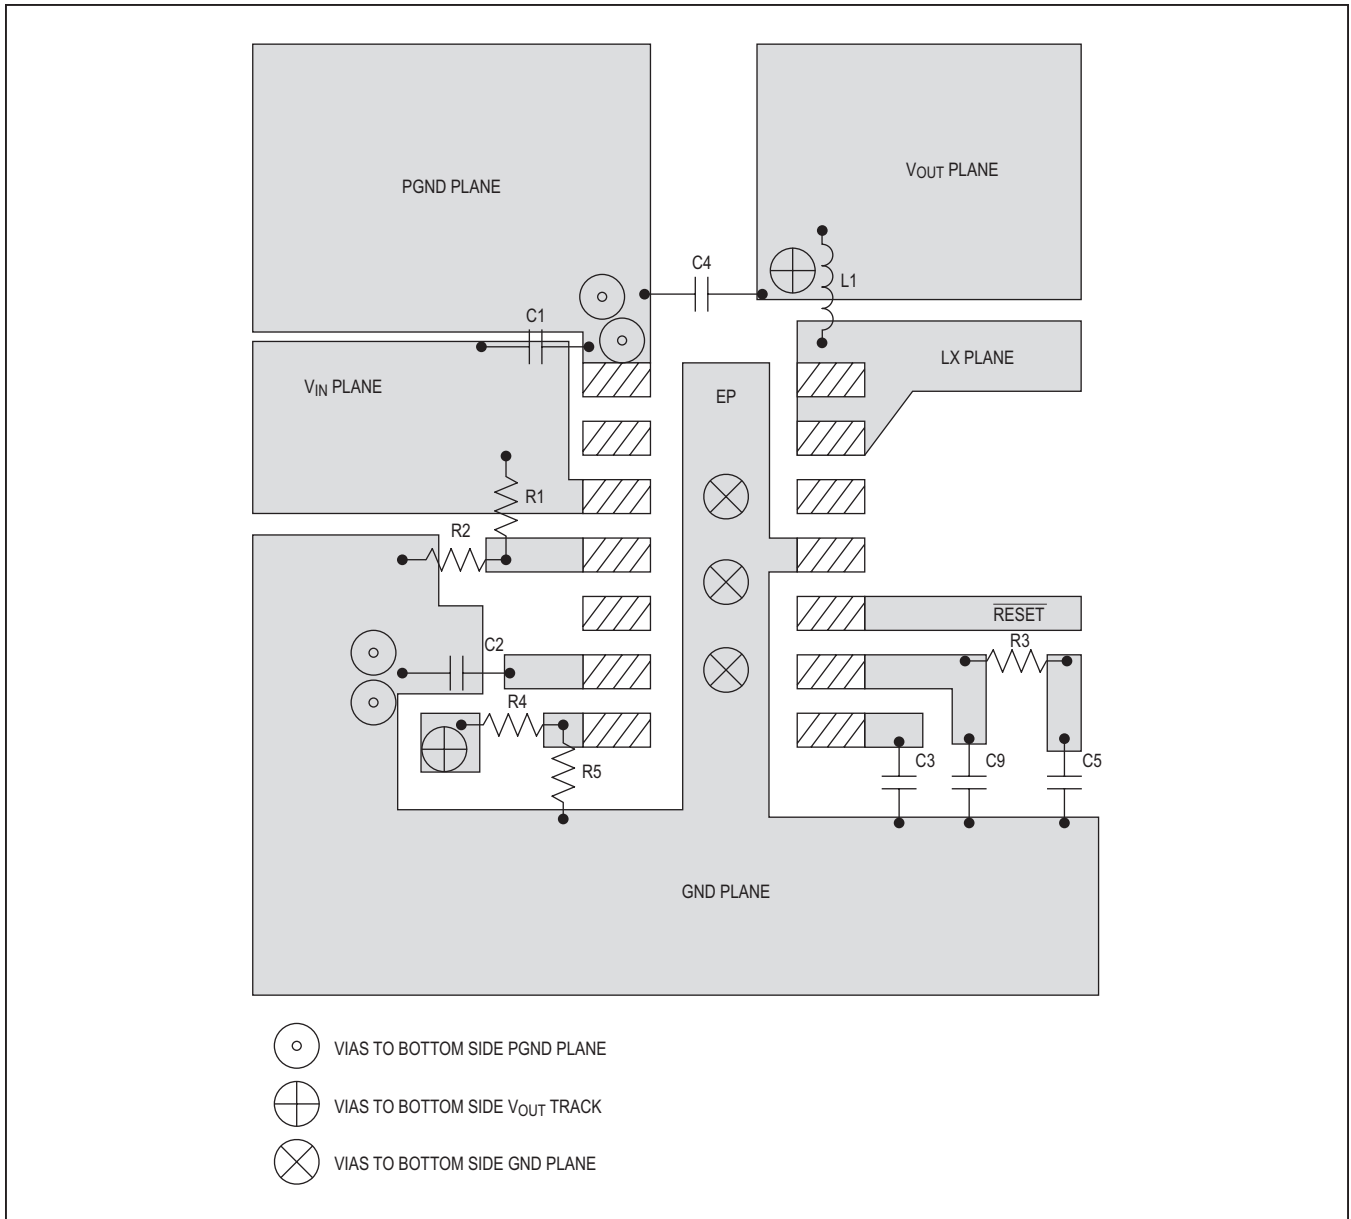 PGND PLANE
VOUT PLANE
C4
L1
C1
LX PLANE
VIN PLANE
EP
R1
R2
RESET
R3
C2
R4
C3
C9
C5
R5
GND PLANE
VIAS TO BOTTOM SIDE PGND PLANE
VIAS TO BOTTOM SIDE VOUT TRACK
VIAS TO BOTTOM SIDE GND PLANE